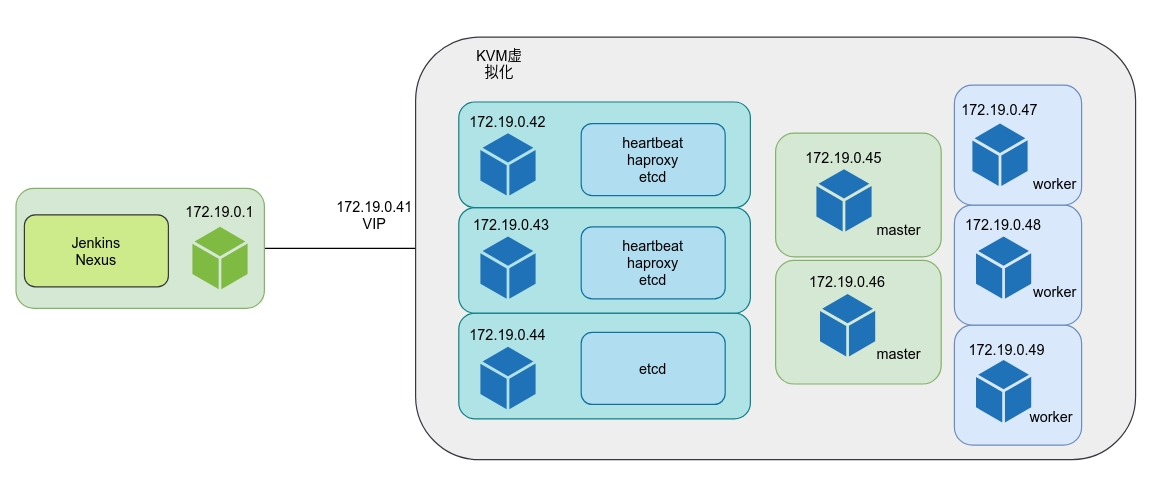 KVM虚
拟化
172.19.0.1
Jenkins
Nexus
172.19.0.41
VIP
172.19.0.42
heartbeat
haproxy
etcd
172.19.0.43
heartbeat
haproxy
etcd
172.19.0.44
etcd
172.19.0.45
master
172.19.0.46
master
172.19.0.47
worker
172.19.0.48
worker
172.19.0.49
worker